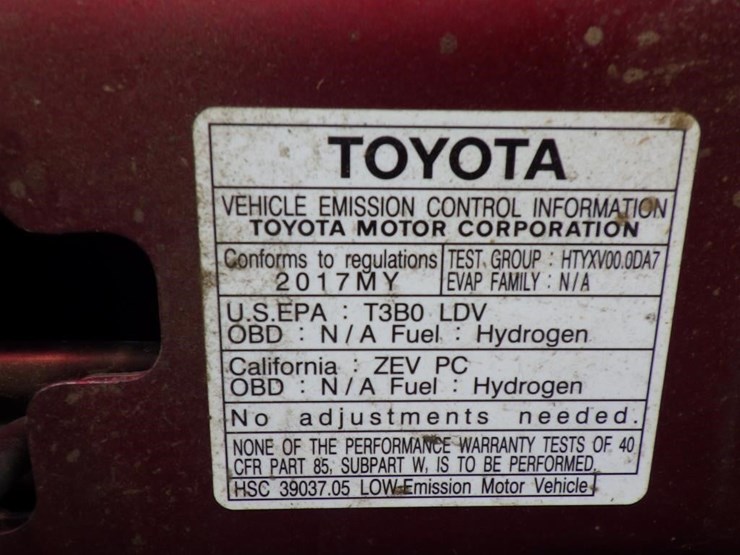 TOYOTA
VEHICLE EMISSION CONTROL INFORMATION
TOYOTA MOTOR CORPORATION
Conforms to regulations
2017MY
TEST GROUP : HTYXV00.0DA7
EVAP FAMILY : N/A
U.S.EPA : T3B0 LDV
OBD : N/A Fuel : Hydrogen
California : ZEV PC
OBD : N/A Fuel : Hydrogen
No adjustments needed.
NONE OF THE PERFORMANCE WARRANTY TESTS OF 40
CFR PART 85, SUBPART W, IS TO BE PERFORMED.
HSC 39037.05 LOW-Emission Motor Vehicle